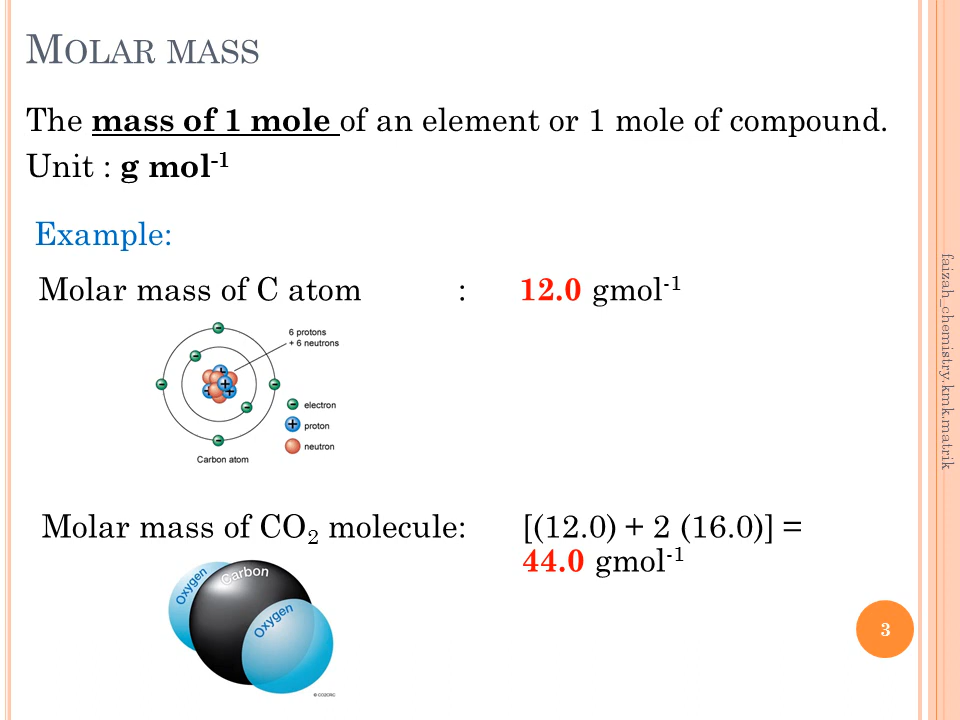 MOLAR MASS
The mass of 1 mole of an element or 1 mole of compound.
Unit : g mol⁻¹
Example:
Molar mass of C atom : 12.0 gmol⁻¹
6 protons
+ 6 neutrons
electron
proton
neutron
Carbon atom
Molar mass of CO₂ molecule: [(12.0) + 2 (16.0)] =
44.0 gmol⁻¹
Oxygen
Carbon
Oxygen
© CO2CRC
faizah_chemistry.kmk.matrik
3